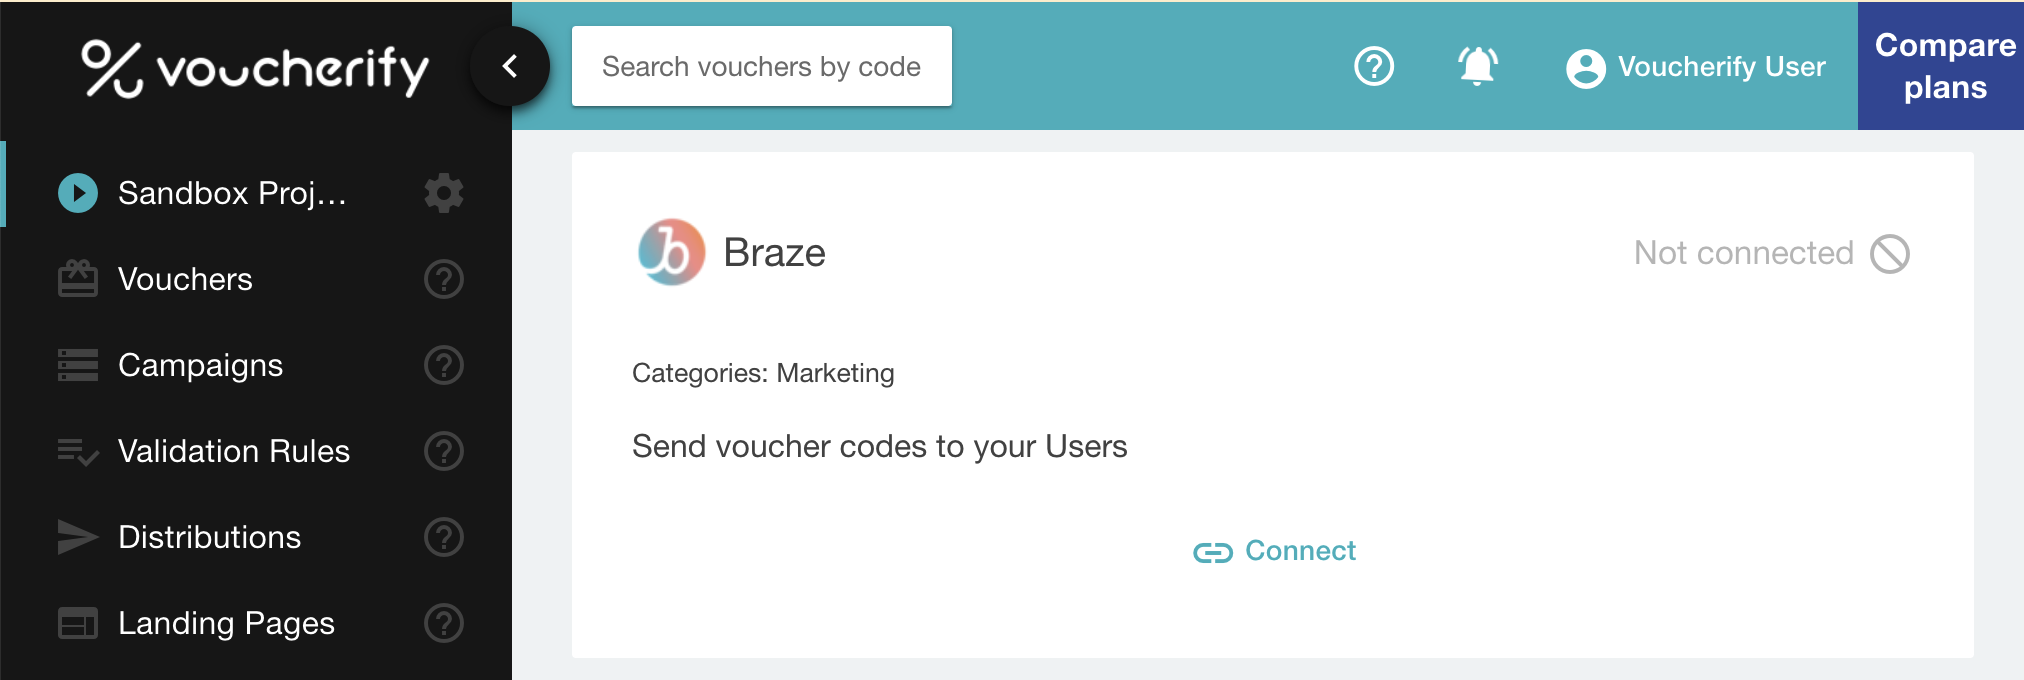 voucherify
Search vouchers by code
Voucherify User
Compare
plans
Sandbox Proj...
Vouchers
Campaigns
Validation Rules
Distributions
Landing Pages
Braze
Not connected
Categories: Marketing
Send voucher codes to your Users
Connect